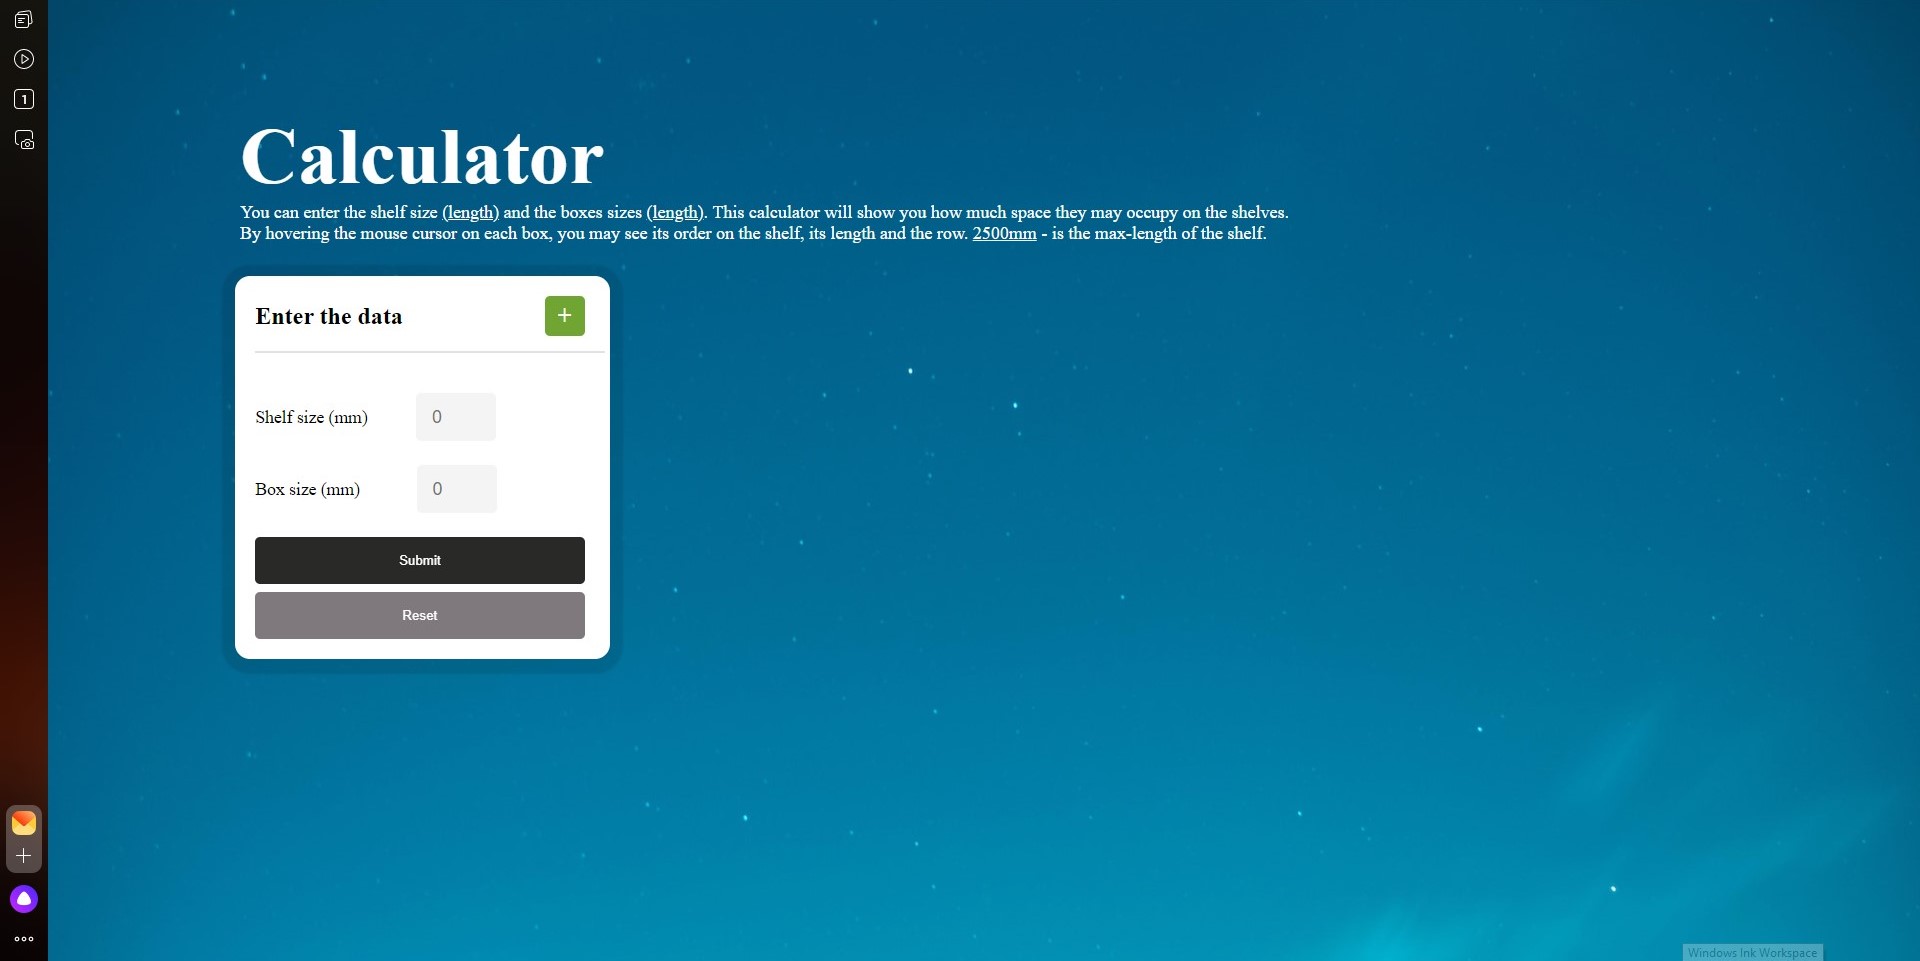 1
Calculator
You can enter the shelf size (length) and the boxes sizes (length). This calculator will show you how much space they may occupy on the shelves.
By hovering the mouse cursor on each box, you may see its order on the shelf, its length and the row. 2500mm - is the max-length of the shelf.
Enter the data
+
Shelf size (mm)
0
Box size (mm)
0
Submit
Reset
Windows Ink Workspace